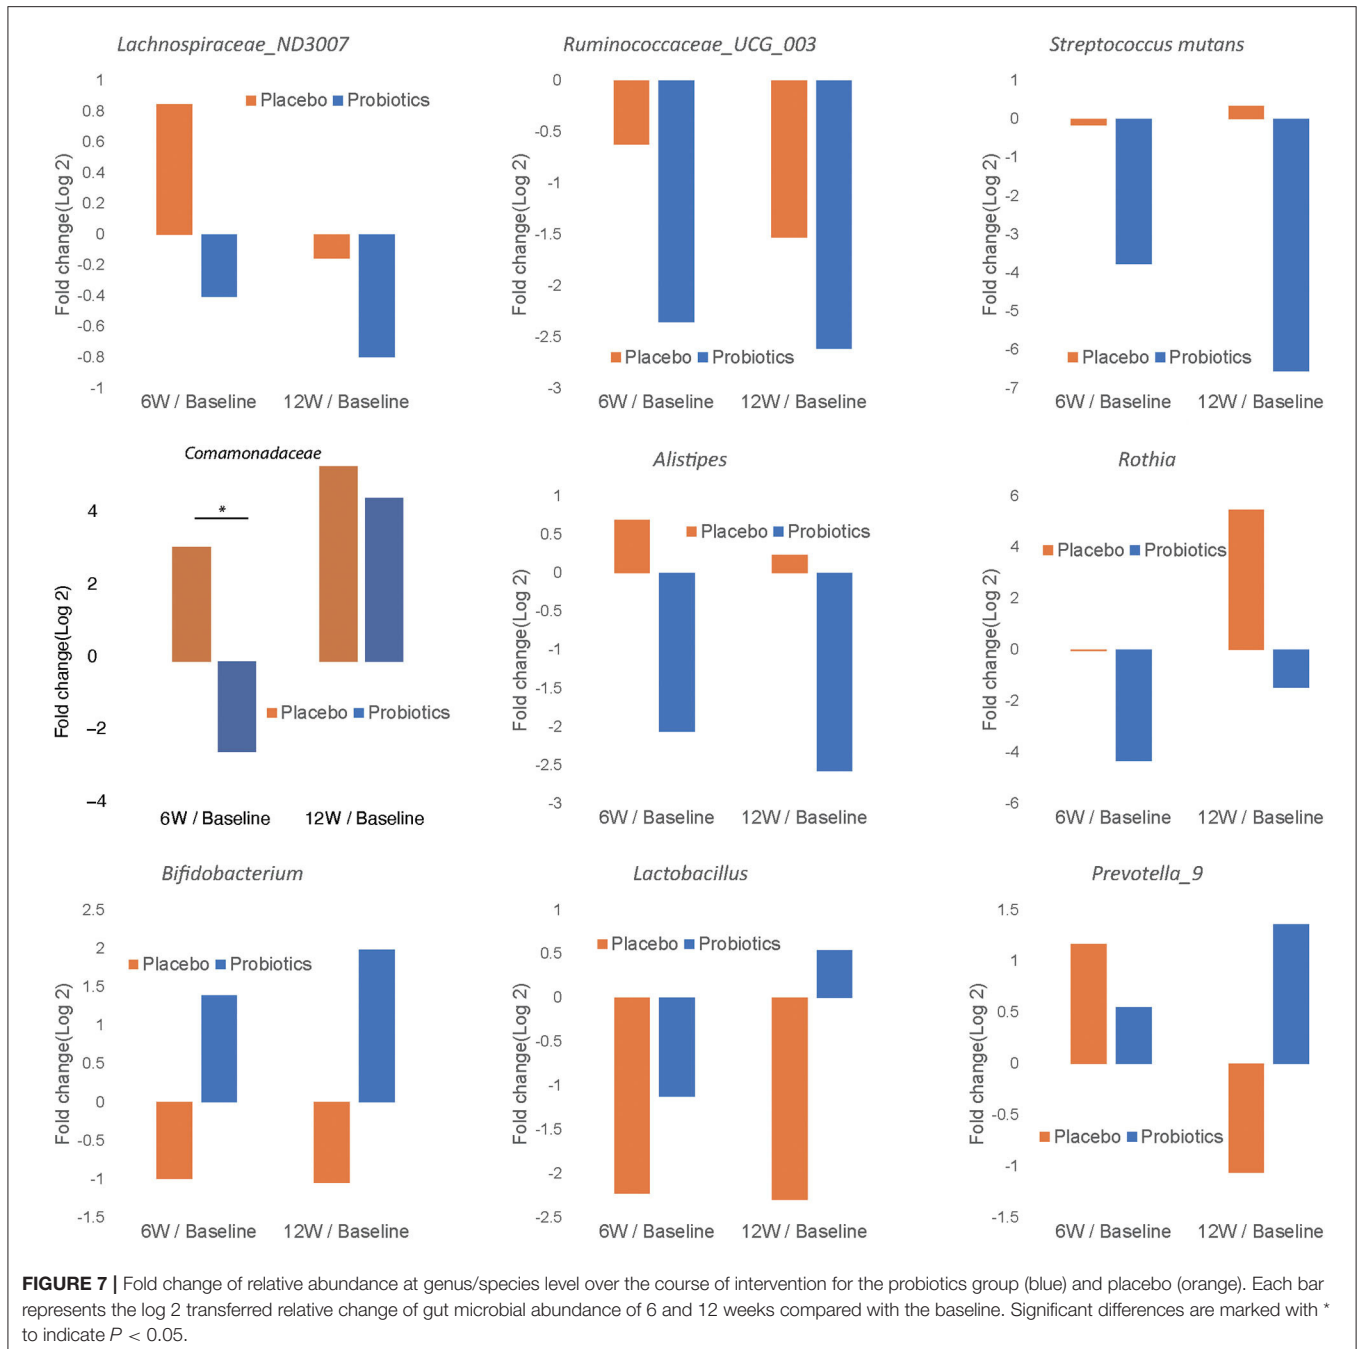 Lachnospiraceae_ND3007
1
0.8
0.6
0.4
0.2
0
-0.2
-0.4
-0.6
-0.8
-1
Fold change(Log 2)
Placebo Probiotics
6W / Baseline 12W / Baseline
Ruminococcaceae_UCG_003
0
-0.5
-1
-1.5
-2
-2.5
-3
Fold change(Log 2)
Placebo Probiotics
6W / Baseline 12W / Baseline
Streptococcus mutans
1
0
-1
-2
-3
-4
-5
-6
-7
Fold change(Log 2)
6W / Baseline 12W / Baseline
Comamonadaceae
4
2
0
−2
−4
Fold change(Log 2)
*
Placebo Probiotics
6W / Baseline 12W / Baseline
Alistipes
1
0.5
0
-0.5
-1
-1.5
-2
-2.5
-3
Fold change(Log 2)
Placebo Probiotics
6W / Baseline 12W / Baseline
Rothia
6
4
2
0
-2
-4
-6
Fold change(Log 2)
Placebo Probiotics
6W / Baseline 12W / Baseline
Bifidobacterium
2.5
2
1.5
1
0.5
0
-0.5
-1
-1.5
Fold change(Log 2)
Placebo Probiotics
6W / Baseline 12W / Baseline
Lactobacillus
1
0.5
0
-0.5
-1
-1.5
-2
-2.5
Fold change(Log 2)
Placebo Probiotics
6W / Baseline 12W / Baseline
Prevotella_9
1.5
1
0.5
0
-0.5
-1
-1.5
Fold change(Log 2)
Placebo Probiotics
6W / Baseline 12W / Baseline
FIGURE 7 | Fold change of relative abundance at genus/species level over the course of intervention for the probiotics group (blue) and placebo (orange). Each bar
represents the log 2 transferred relative change of gut microbial abundance of 6 and 12 weeks compared with the baseline. Significant differences are marked with *
to indicate P < 0.05.